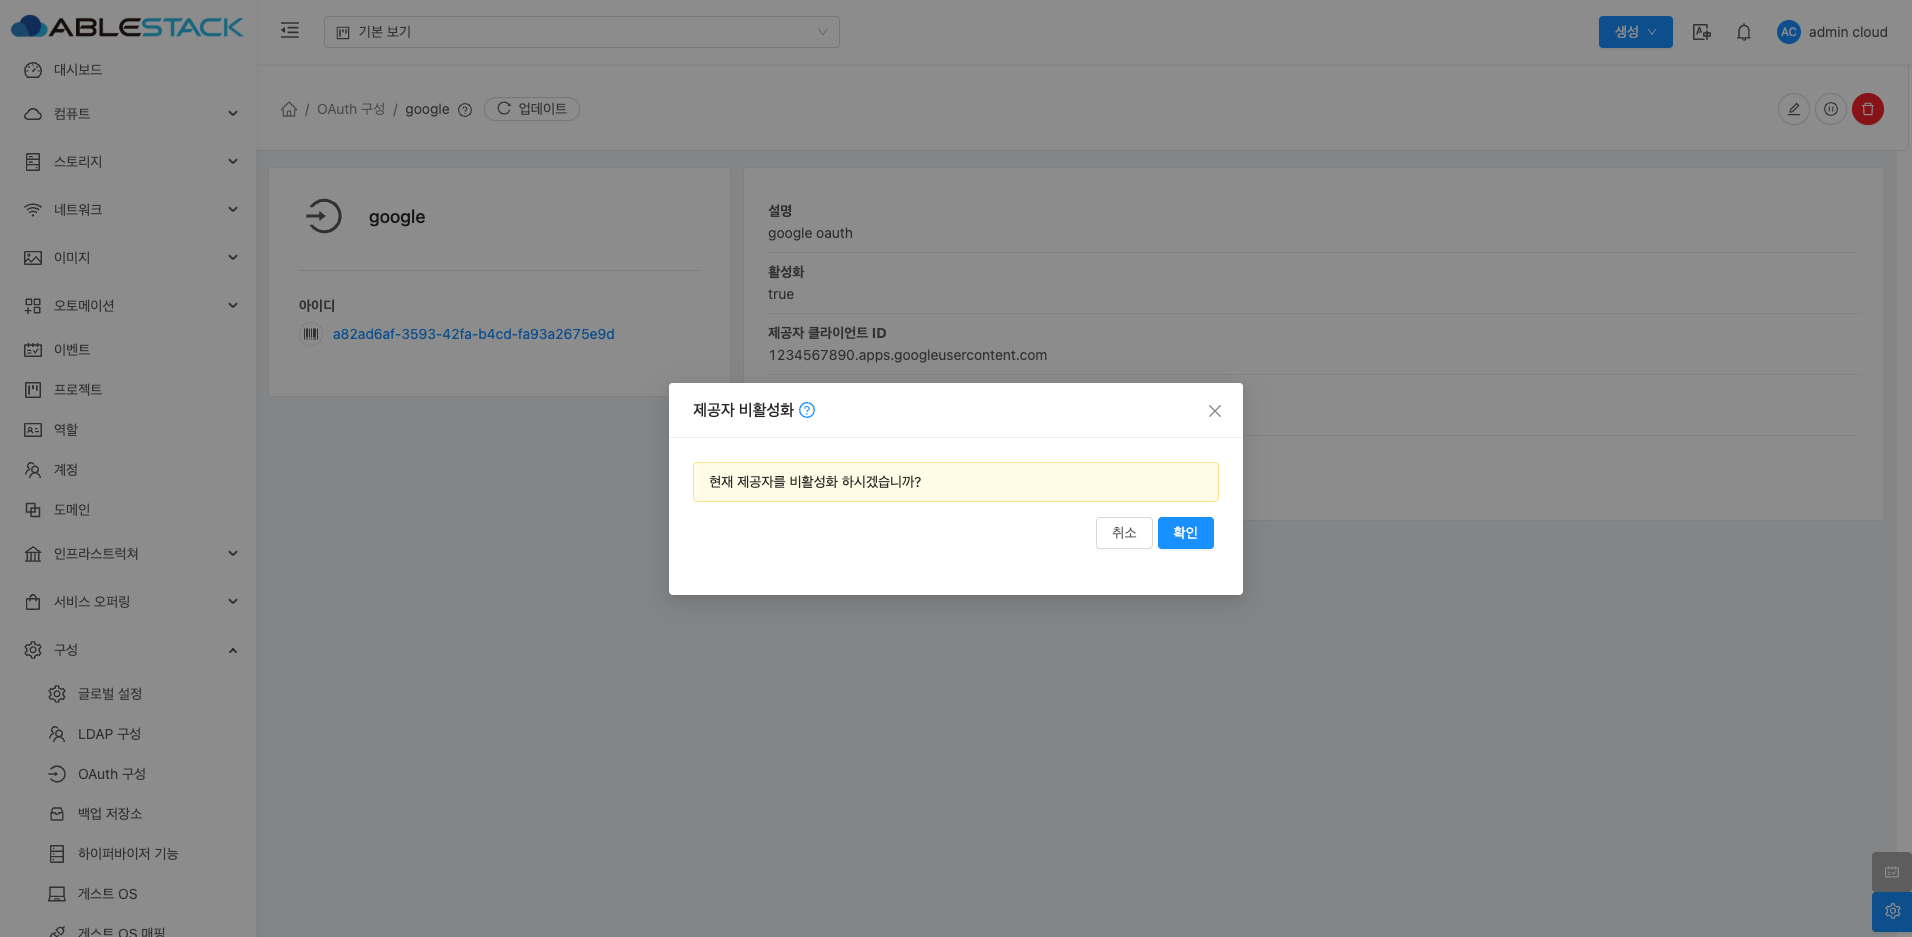 ABLESTACK
기본 보기
생성
AC
admin cloud
대시보드
컴퓨트
스토리지
네트워크
이미지
오토메이션
이벤트
프로젝트
역할
계정
도메인
인프라스트럭쳐
서비스 오퍼링
구성
글로벌 설정
LDAP 구성
OAuth 구성
백업 저장소
하이퍼바이저 기능
게스트 OS
게스트 OS 매핑
/ OAuth 구성 / google
업데이트
google
아이디
a82ad6af-3593-42fa-b4cd-fa93a2675e9d
설명
google oauth
활성화
true
제공자 클라이언트 ID
1234567890.apps.googleusercontent.com
제공자 비활성화
현재 제공자를 비활성화 하시겠습니까?
취소
확인